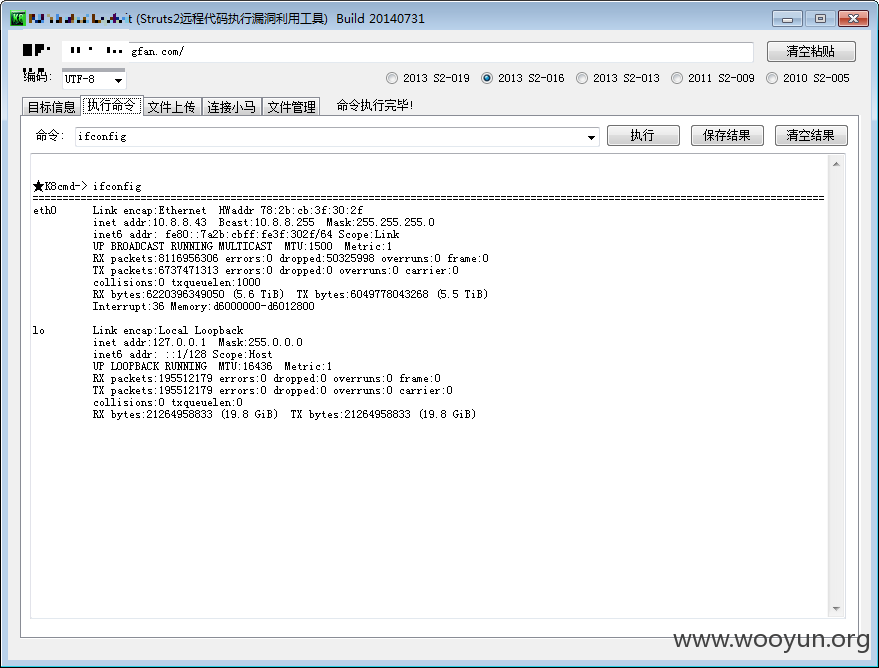 (Struts2远程代码执行漏洞利用工具) Build 20140731
gfan.com/
清空粘贴
编码: UTF-8
2013 S2-019 2013 S2-016 2013 S2-013 2011 S2-009 2010 S2-005
目标信息 执行命令 文件上传 连接小马 文件管理 命令执行完毕!
命令: ifconfig 执行 保存结果 清空结果
★K8cmd-> ifconfig
================================================================
eth0 Link encap:Ethernet HWaddr 78:2b:cb:3f:30:2f
inet addr:10.8.8.43 Bcast:10.8.8.255 Mask:255.255.255.0
inet6 addr: fe80::7a2b:cbff:fe3f:302f/64 Scope:Link
UP BROADCAST RUNNING MULTICAST MTU:1500 Metric:1
RX packets:8116956306 errors:0 dropped:50325998 overruns:0 frame:0
TX packets:6737471313 errors:0 dropped:0 overruns:0 carrier:0
collisions:0 txqueuelen:1000
RX bytes:6220396349050 (5.6 TiB) TX bytes:6049778043268 (5.5 TiB)
Interrupt:36 Memory:d6000000-d6012800
lo Link encap:Local Loopback
inet addr:127.0.0.1 Mask:255.0.0.0
inet6 addr: ::1/128 Scope:Host
UP LOOPBACK RUNNING MTU:16436 Metric:1
RX packets:195512179 errors:0 dropped:0 overruns:0 frame:0
TX packets:195512179 errors:0 dropped:0 overruns:0 carrier:0
collisions:0 txqueuelen:0
RX bytes:21264958833 (19.8 GiB) TX bytes:21264958833 (19.8 GiB)
www.wooyun.org